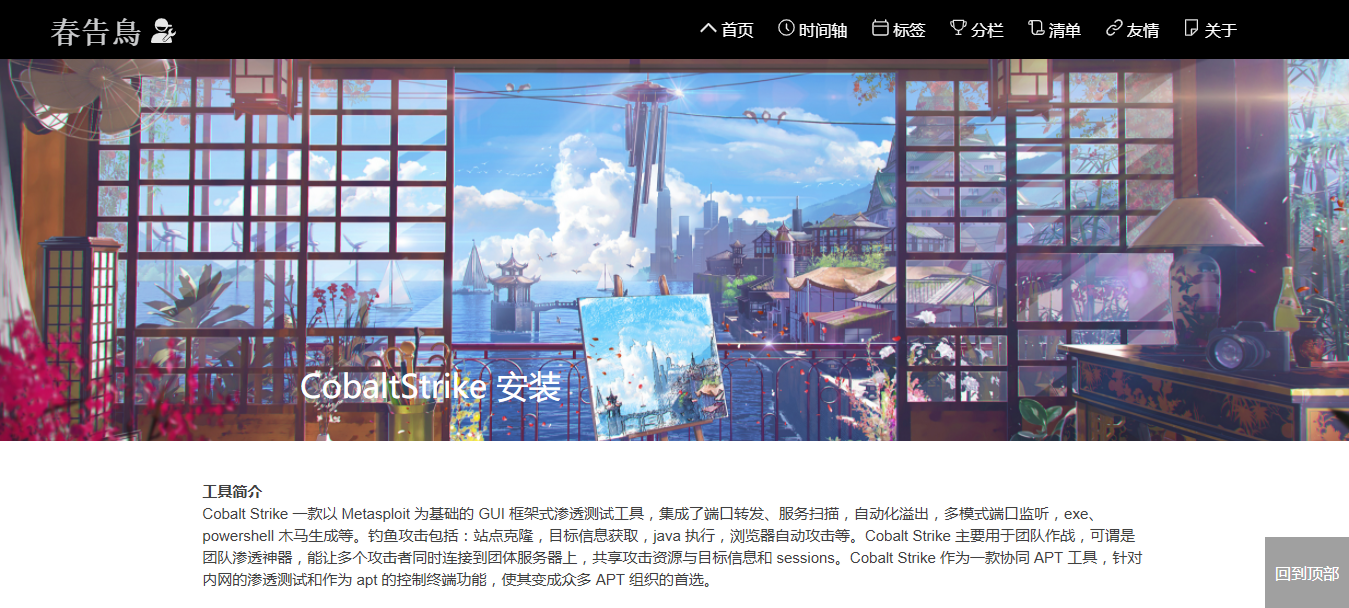 春告鳥
首页 时间轴 标签 分栏 清单 友情 关于
CobaltStrike 安装
工具简介
Cobalt Strike 一款以 Metasploit 为基础的 GUI 框架式渗透测试工具，集成了端口转发、服务扫描，自动化溢出，多模式端口监听，exe、
powershell 木马生成等。钓鱼攻击包括：站点克隆，目标信息获取，java 执行，浏览器自动攻击等。Cobalt Strike 主要用于团队作战，可谓是
团队渗透神器，能让多个攻击者同时连接到团体服务器上，共享攻击资源与目标信息和 sessions。Cobalt Strike 作为一款协同 APT 工具，针对
内网的渗透测试和作为 apt 的控制终端功能，使其变成众多 APT 组织的首选。
回到顶部